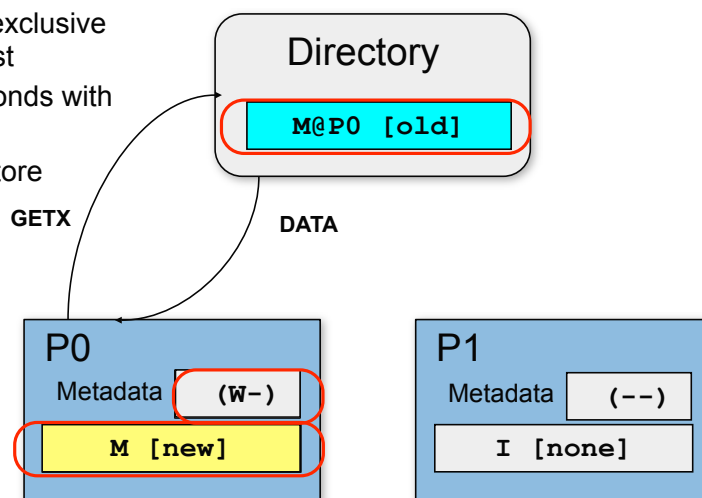 exclusive
st
onds with
tore
Directory
M@P0 [old]
GETX
DATA
P0
Metadata (W-)
M [new]
P1
Metadata (--)
I [none]